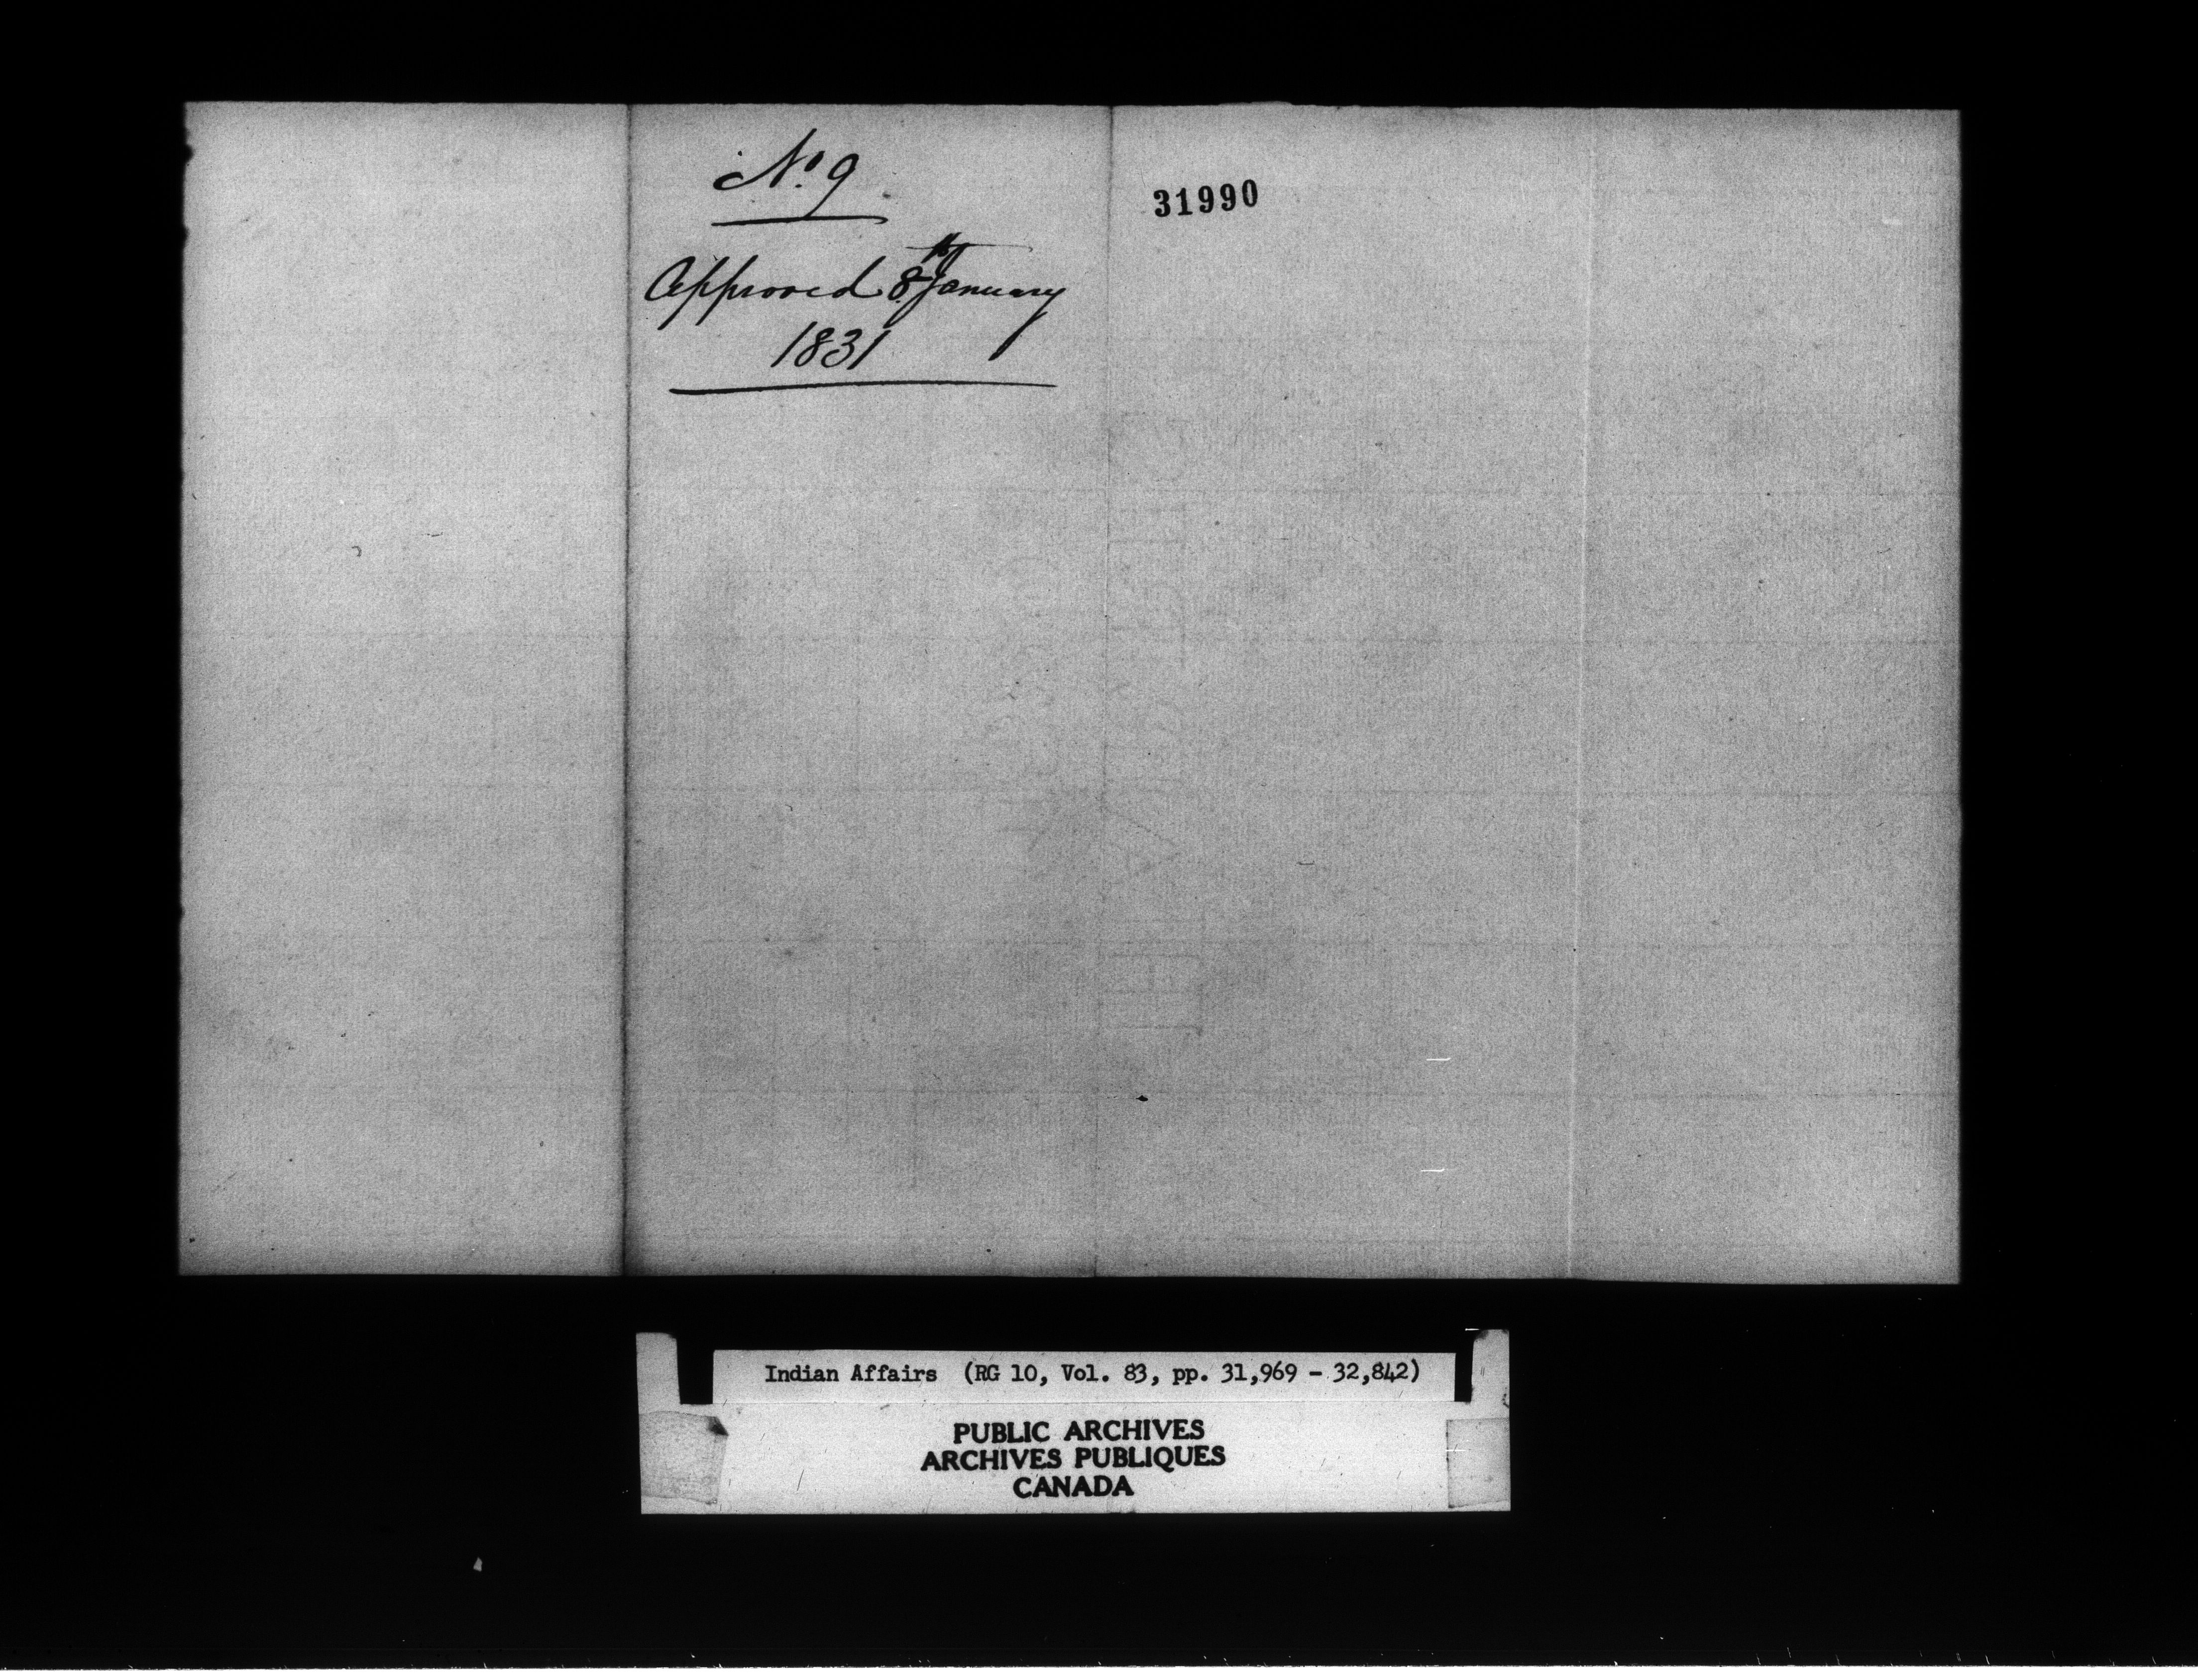 No. 9
Approved 8th January
1831
31990
Indian Affairs (RG 10, Vol. 83, pp. 31,969 - 32,842)
PUBLIC ARCHIVES
ARCHIVES PUBLIQUES
CANADA